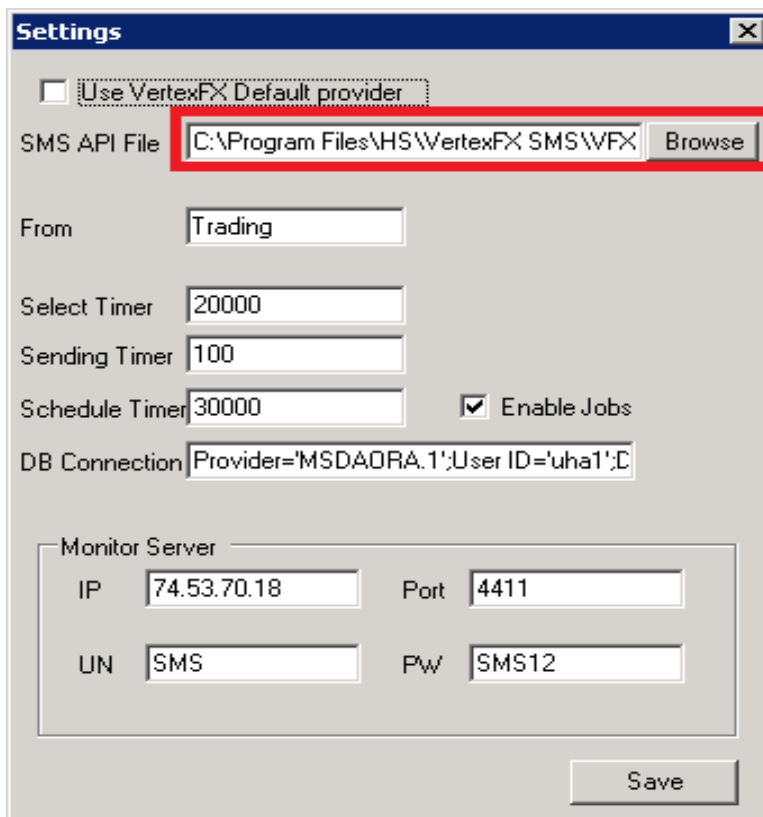 Settings
Use VertexFX Default provider
SMS API File C:\Program Files\HS\VertexFX SMS\VFX Browse
From Trading
Select Timer 20000
Sending Timer 100
Schedule Timer 30000 Enable Jobs
DB Connection Provider='MSDAORA.1';User ID='uha1';D
Monitor Server
IP 74.53.70.18 Port 4411
UN SMS PW SMS12
Save